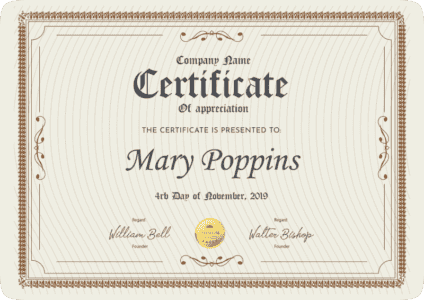 Company Name
Certificate
Of appreciation
THE CERTIFICATE IS PRESENTED TO:
Mary Poppins
4rb Day of November, 2019
Regard Regard
William Bell Walter Bishop
Founder Founder